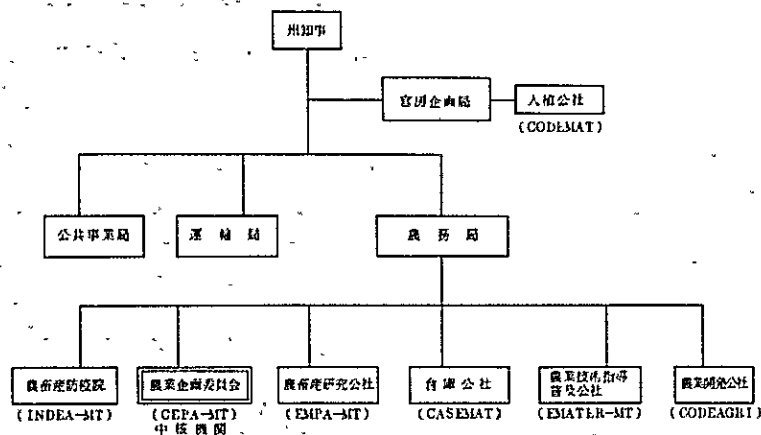 州知事
官房企画局
入植公社
(CODEMAT)
公共事業局
運輸局
農務局
農畜産防疫院
農業企画委員会
農畜産研究公社
倉庫公社
農業技術指導
普及公社
農業開発公社
(INDEA-MT)
(CEPA-MT)
(EMPA-MT)
(CASEMAT)
(EMATER-MT)
(CODEAGRI)
中核機関